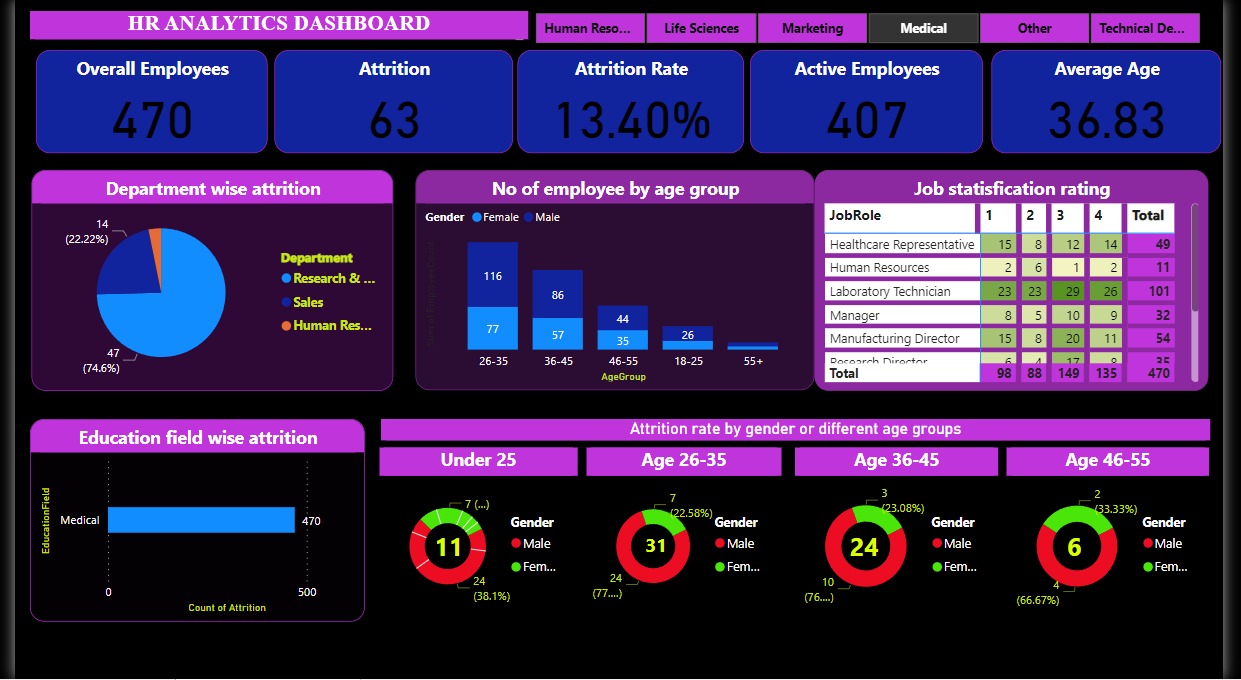 HR ANALYTICS DASHBOARD
Human Reso... Life Sciences Marketing Medical Other Technical De...
Overall Employees
470
Attrition
63
Attrition Rate
13.40%
Active Employees
407
Average Age
36.83
Department wise attrition
14
(22.22%)
47
(74.6%)
Department
Research & ...
Sales
Human Res...
No of employee by age group
Gender Female Male
116 86 44 26
77 57 35
26-35 36-45 46-55 18-25 55+
AgeGroup
Job statisfication rating
JobRole 1 2 3 4 Total
Healthcare Representative 15 8 12 14 49
Human Resources 2 6 1 2 11
Laboratory Technician 23 23 29 26 101
Manager 8 5 10 9 32
Manufacturing Director 15 8 20 11 54
Research Director 6 4 17 8 35
Total 98 88 149 135 470
Education field wise attrition
EducationField
Medical 470
0 500
Count of Attrition
Attrition rate by gender or different age groups
Under 25
7 (...)
11
24
(38.1%)
Gender
Male
Fem...
Age 26-35
7
(22.58%)
31
24
(77....)
Gender
Male
Fem...
Age 36-45
3
(23.08%)
24
10
(76....)
Gender
Male
Fem...
Age 46-55
2
(33.33%)
6
4
(66.67%)
Gender
Male
Fem...